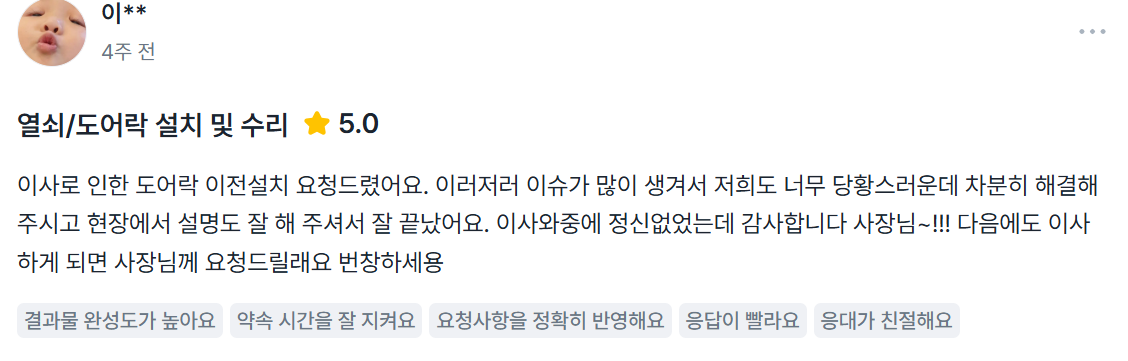 이**
4주 전
열쇠/도어락 설치 및 수리 5.0
이사로 인한 도어락 이전설치 요청드렸어요. 이러저러 이슈가 많이 생겨서 저희도 너무 당황스러운데 차분히 해결해
주시고 현장에서 설명도 잘 해 주셔서 잘 끝났어요. 이사와중에 정신없었는데 감사합니다 사장님~!!! 다음에도 이사
하게 되면 사장님께 요청드릴래요 번창하세용
결과물 완성도가 높아요 약속 시간을 잘 지켜요 요청사항을 정확히 반영해요 응답이 빨라요 응대가 친절해요